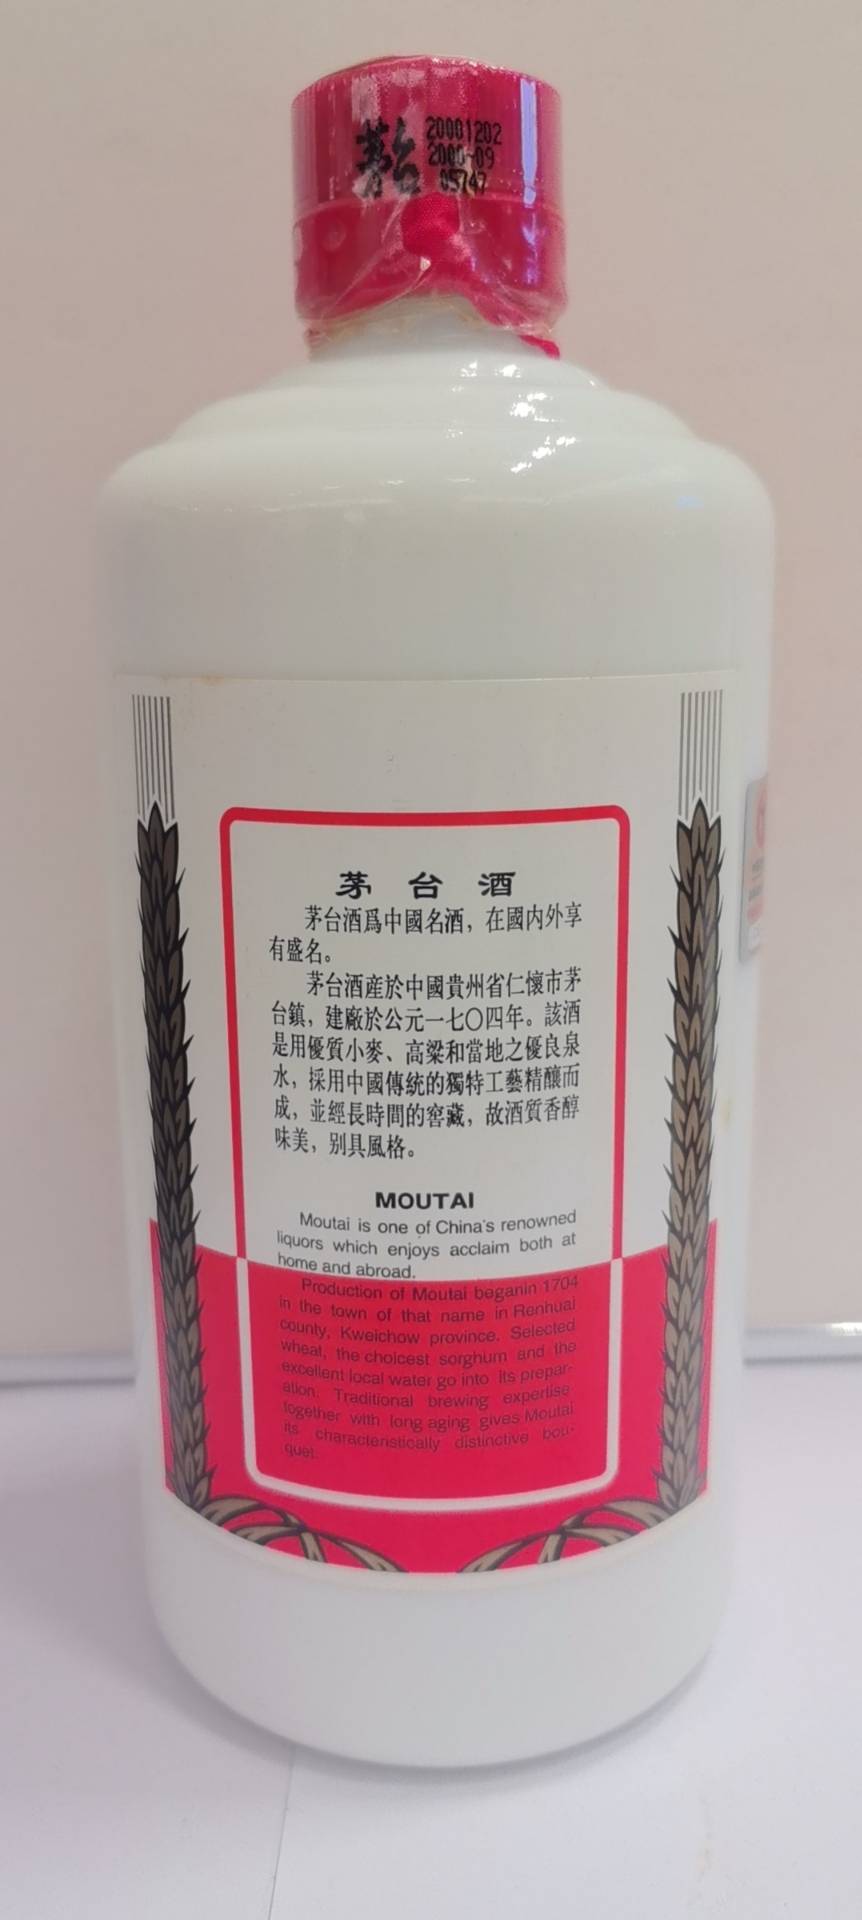 茅台
20001202
2000-09
05747
茅台酒
茅台酒爲中國名酒，在國内外享
有盛名。
茅台酒産於中國貴州省仁懷市茅
台鎮，建廠於公元一七〇四年。該酒
是用優質小麥、高粱和當地之優良泉
水，採用中國傳統的獨特工藝精釀而
成，並經長時間的窖藏，故酒質香醇
味美，别具風格。
MOUTAI
Moutai is one of China's renowned
liquors which enjoys acclaim both at
home and abroad.
Production of Moutai beganin 1704
in the town of that name in Renhuai
county, Kweichow province. Selected
wheat, the choicest sorghum and the
excellent local water go into its prepar-
ation. Traditional brewing expertise
together with long aging gives Moutai
its characteristically distinctive bou-
quet.